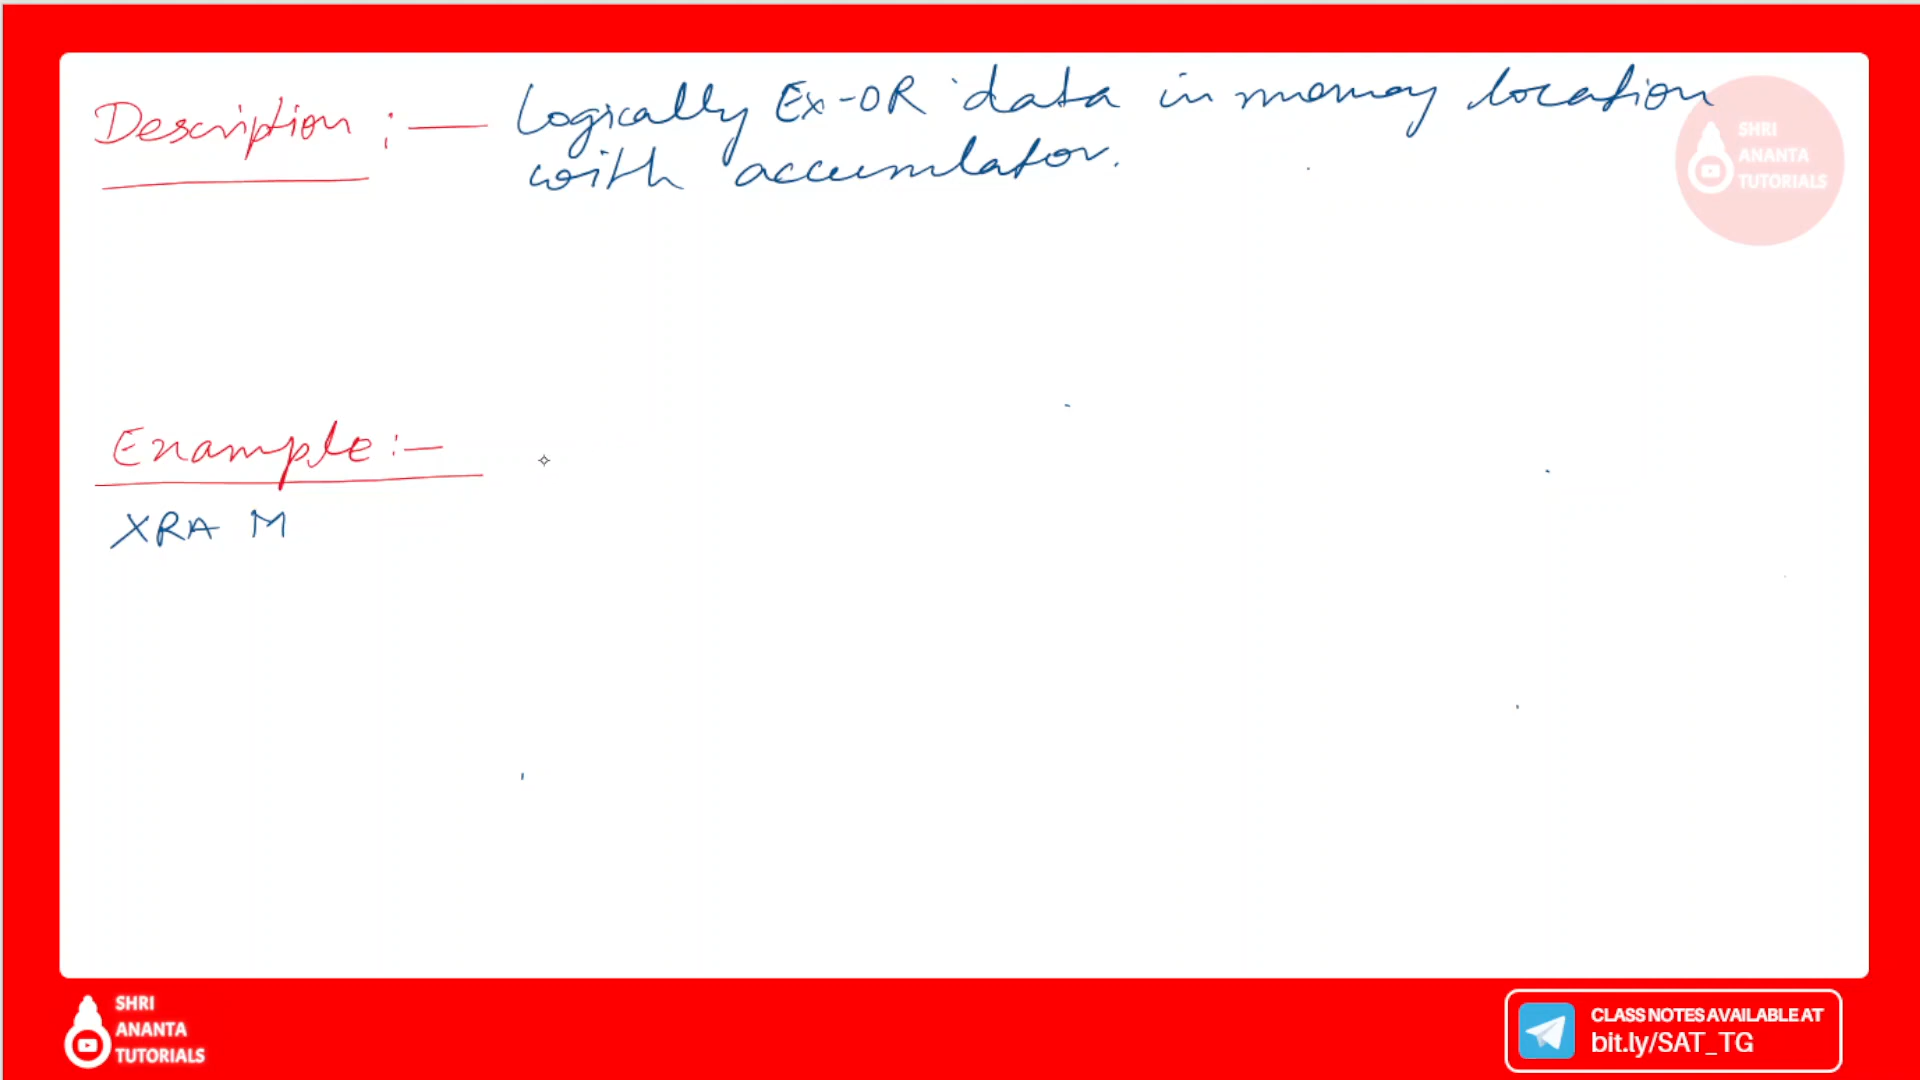 Description :— Logically Ex-OR data in memory location
with accumulator.
SHRI
ANANTA
TUTORIALS
Example :—
XRA M
SHRI
ANANTA
TUTORIALS
CLASS NOTES AVAILABLE AT
bit.ly/SAT_TG